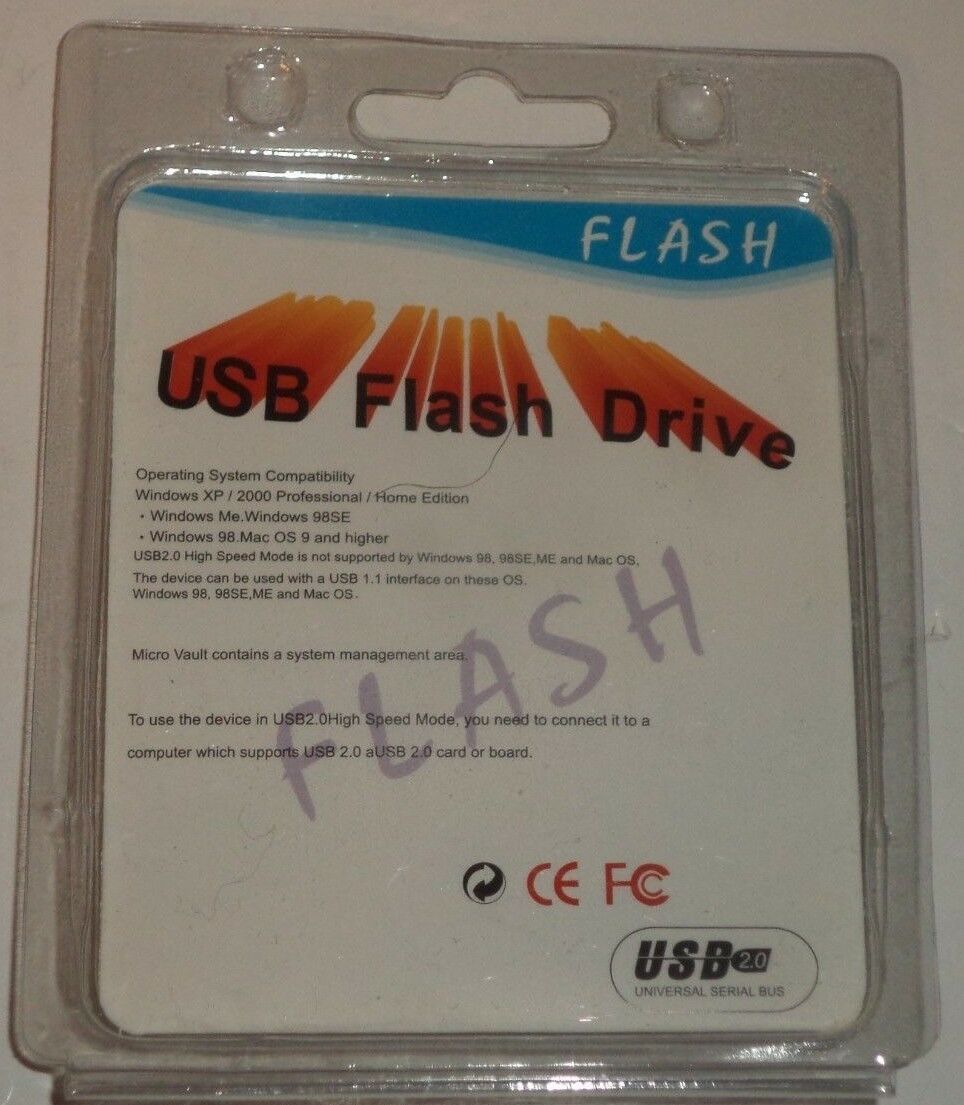 FLASH
USB Flash Drive
Operating System Compatibility
Windows XP / 2000 Professional / Home Edition
· Windows Me.Windows 98SE
· Windows 98.Mac OS 9 and higher
USB2.0 High Speed Mode is not supported by Windows 98, 98SE,ME and Mac OS,
The device can be used with a USB 1.1 interface on these OS.
Windows 98, 98SE,ME and Mac OS.
Micro Vault contains a system management area.
FLASH
To use the device in USB2.0High Speed Mode, you need to connect it to a
computer which supports USB 2.0 aUSB 2.0 card or board.
CE FC
USB 2.0
UNIVERSAL SERIAL BUS